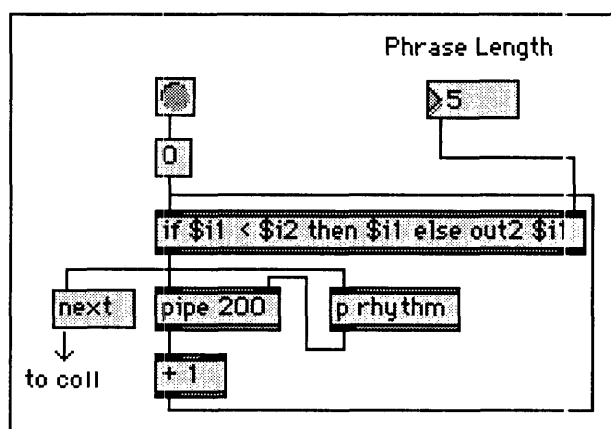 Phrase Length
5
0
if $i1 < $i2 then $i1 else out2 $i1
next
pipe 200
p rhythm
to coll
+ 1